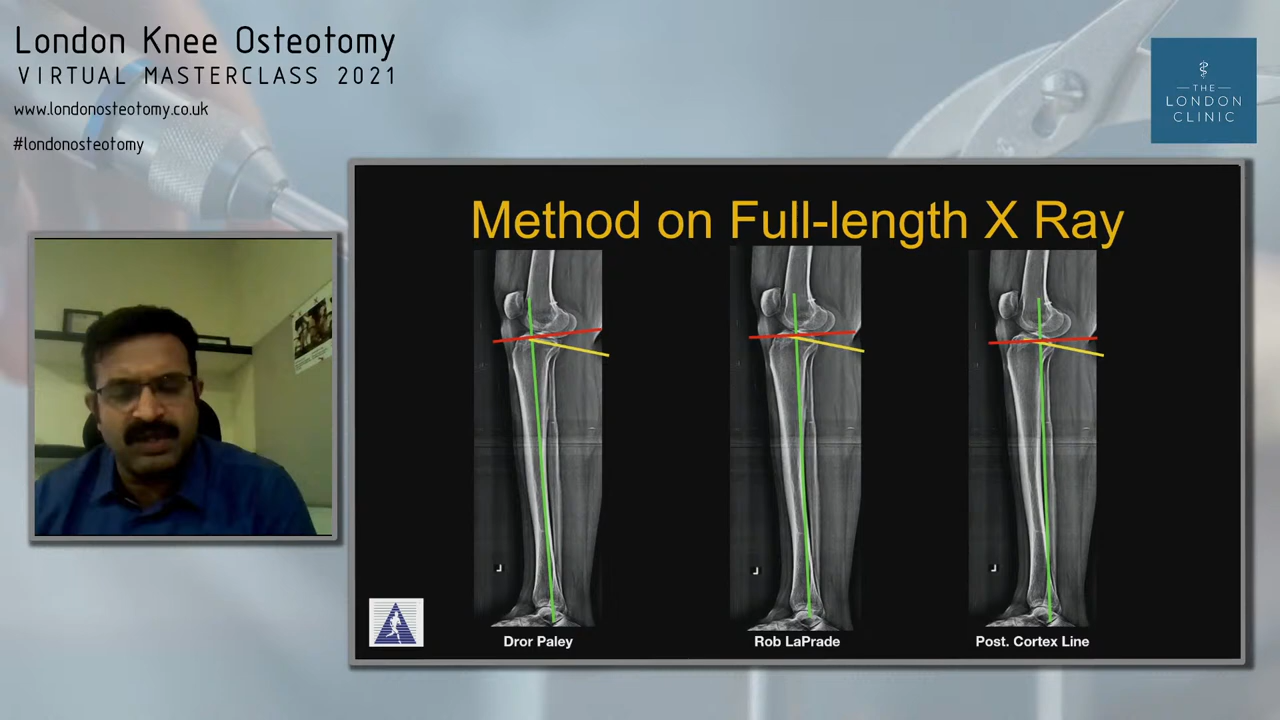 London Knee Osteotomy
VIRTUAL MASTERCLASS 2021
www.londonosteotomy.co.uk
#londonosteotomy
THE
LONDON
CLINIC
Method on Full-length X Ray
Dror Paley
Rob LaPrade
Post. Cortex Line